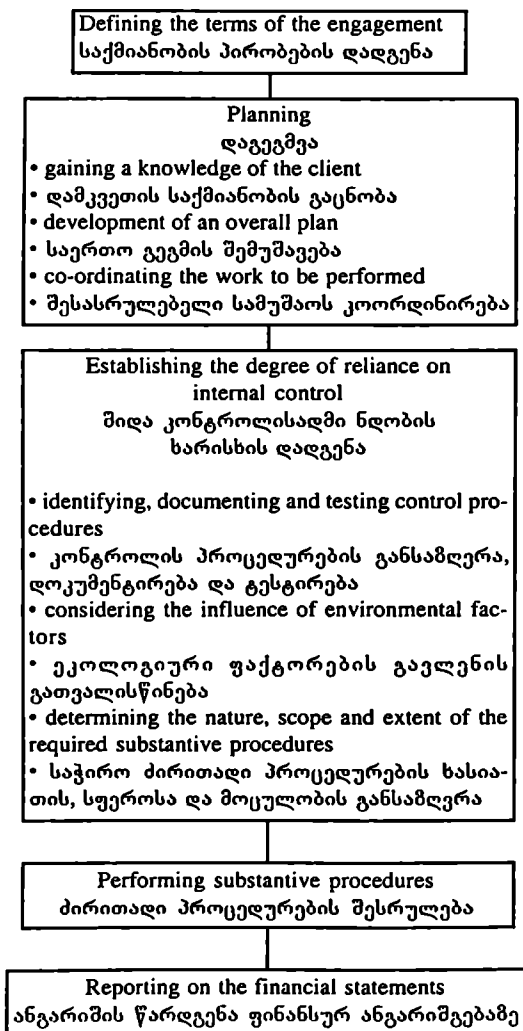 Defining the terms of the engagement
საქმიანობის პირობების დადგენა
Planning
დაგეგმვა
• gaining a knowledge of the client
• დამკვეთის საქმიანობის გაცნობა
• development of an overall plan
• საერთო გეგმის შემუშავება
• co-ordinating the work to be performed
• შესასრულებელი სამუშაოს კოორდინირება
Establishing the degree of reliance on
internal control
შიდა კონტროლისადმი ნდობის
ხარისხის დადგენა
• identifying, documenting and testing control pro-
cedures
• კონტროლის პროცედურების განსაზღვრა,
დოკუმენტირება და ტესტირება
• considering the influence of environmental fac-
tors
• ეკოლოგიური ფაქტორების გავლენის
გათვალისწინება
• determining the nature, scope and extent of the
required substantive procedures
• საჭირო ძირითადი პროცედურების ხასია-
თის, სფეროსა და მოცულობის განსაზღვრა
Performing substantive procedures
ძირითადი პროცედურების შესრულება
Reporting on the financial statements
ანგარიშის წარდგენა ფინანსურ ანგარიშგებაზე